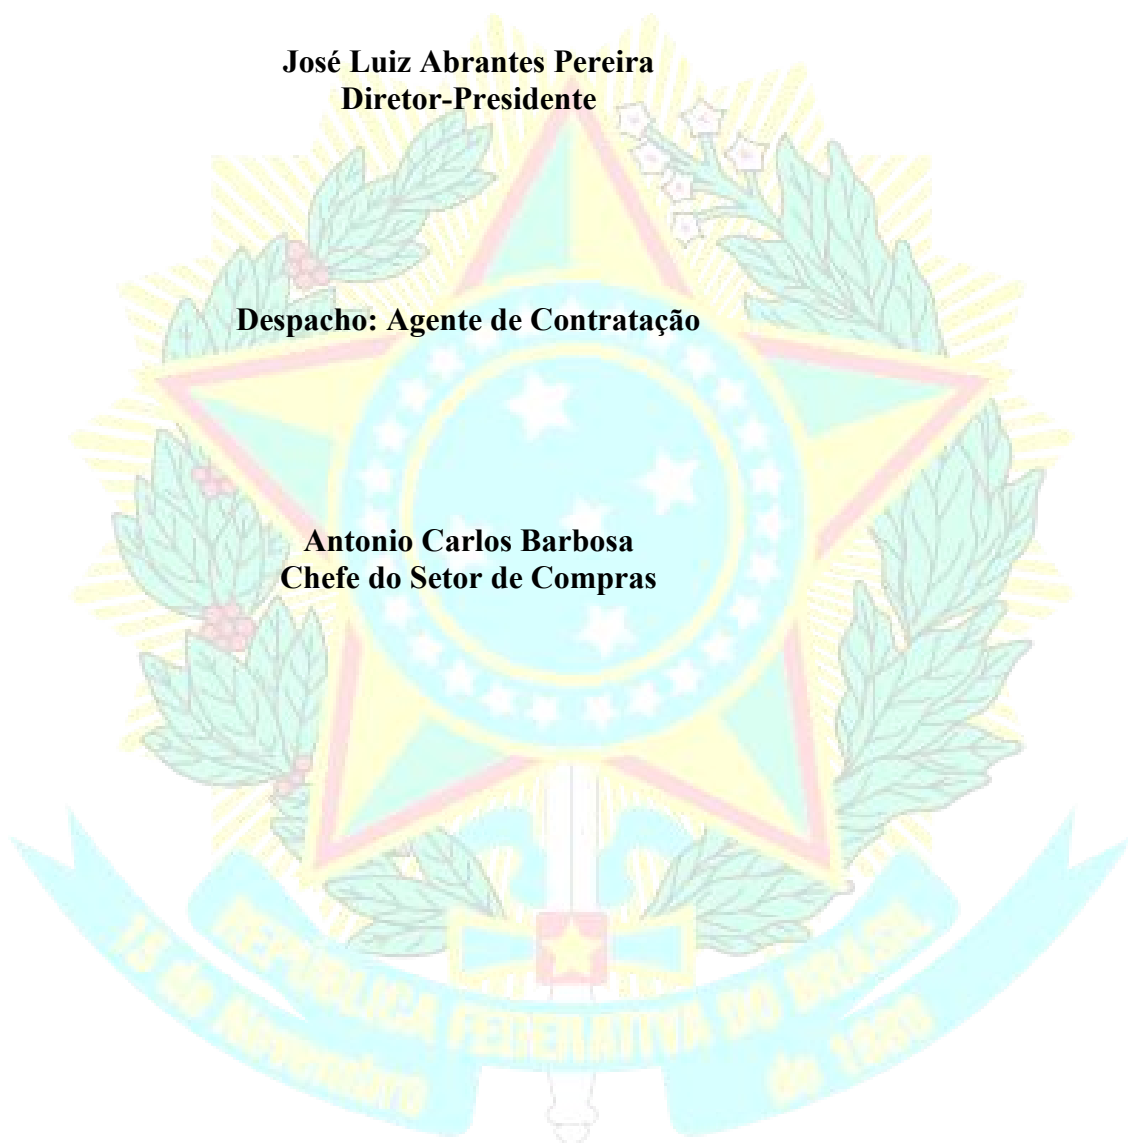 José Luiz Abrantes Pereira
Diretor-Presidente
Despacho: Agente de Contratação
Antonio Carlos Barbosa
Chefe do Setor de Compras
REPÚBLICA FEDERATIVA DO BRASIL
15 de Novembro
de 1889